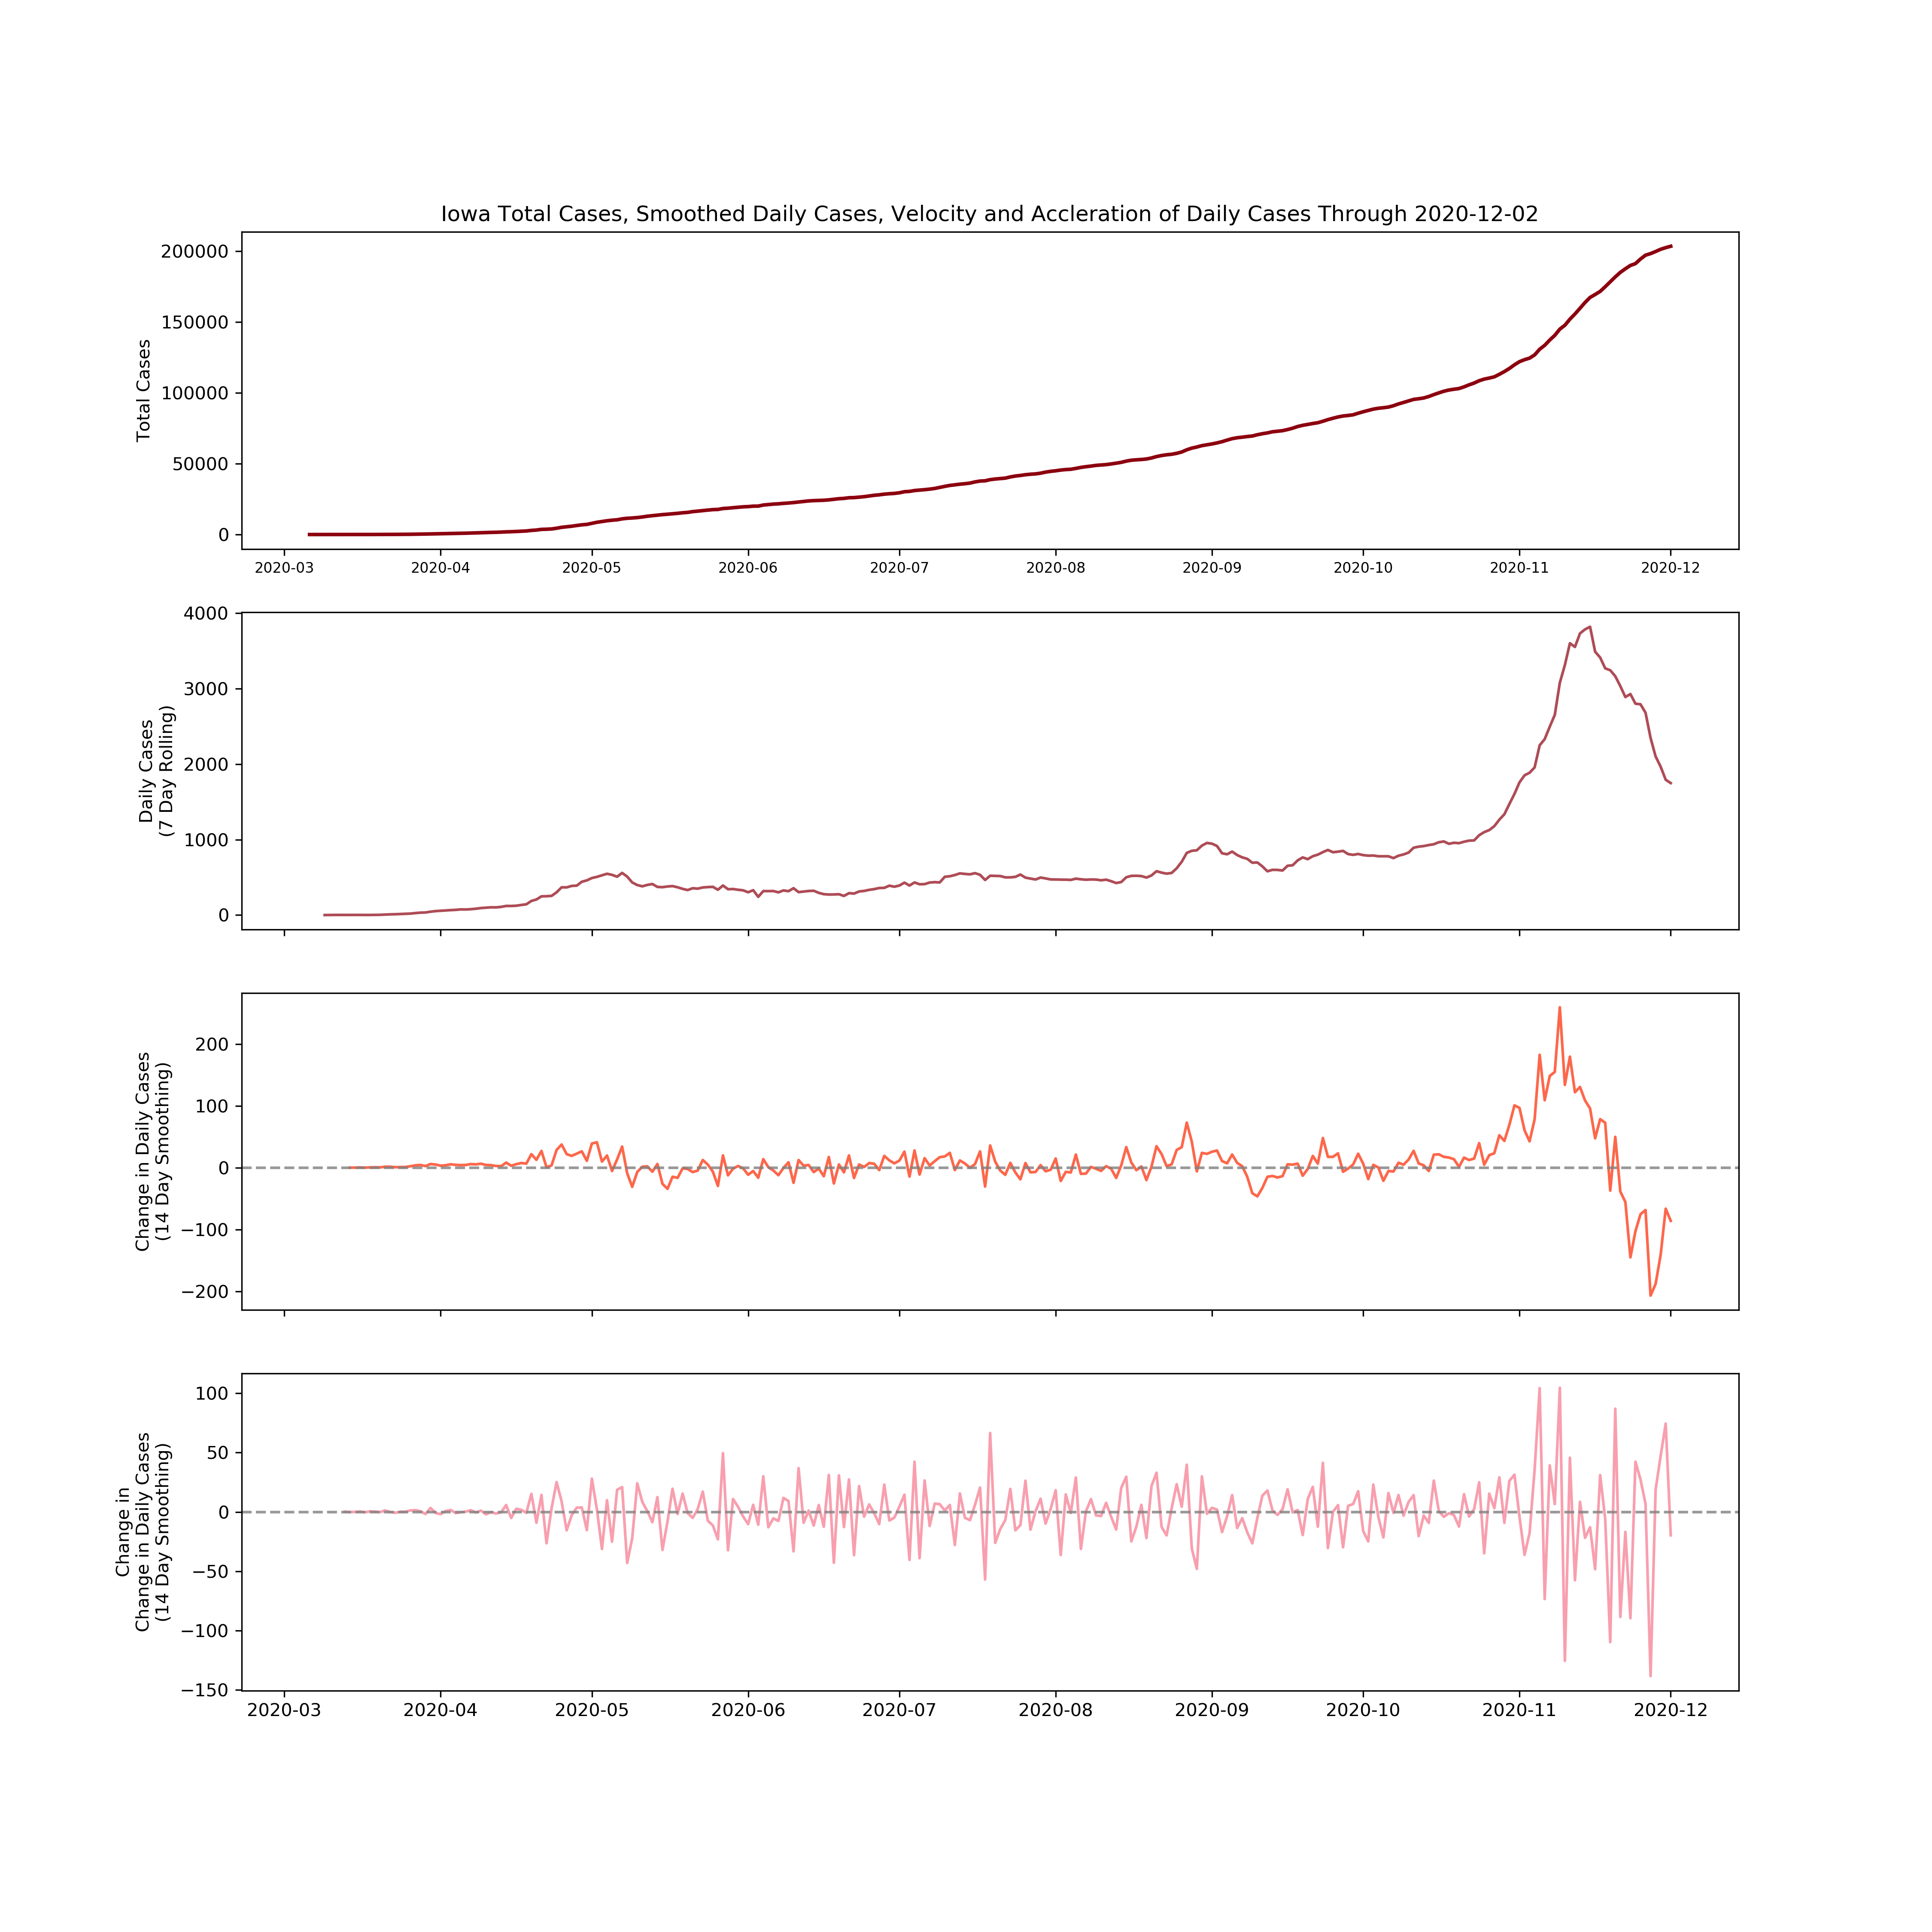 Iowa Total Cases, Smoothed Daily Cases, Velocity and Accleration of Daily Cases Through 2020-12-02
Total Cases
200000
150000
100000
50000
0
2020-03 2020-04 2020-05 2020-06 2020-07 2020-08 2020-09 2020-10 2020-11 2020-12
Daily Cases
(7 Day Rolling)
4000
3000
2000
1000
0
Change in Daily Cases
(14 Day Smoothing)
200
100
0
−100
−200
Change in
Change in Daily Cases
(14 Day Smoothing)
100
50
0
−50
−100
−150
2020-03 2020-04 2020-05 2020-06 2020-07 2020-08 2020-09 2020-10 2020-11 2020-12